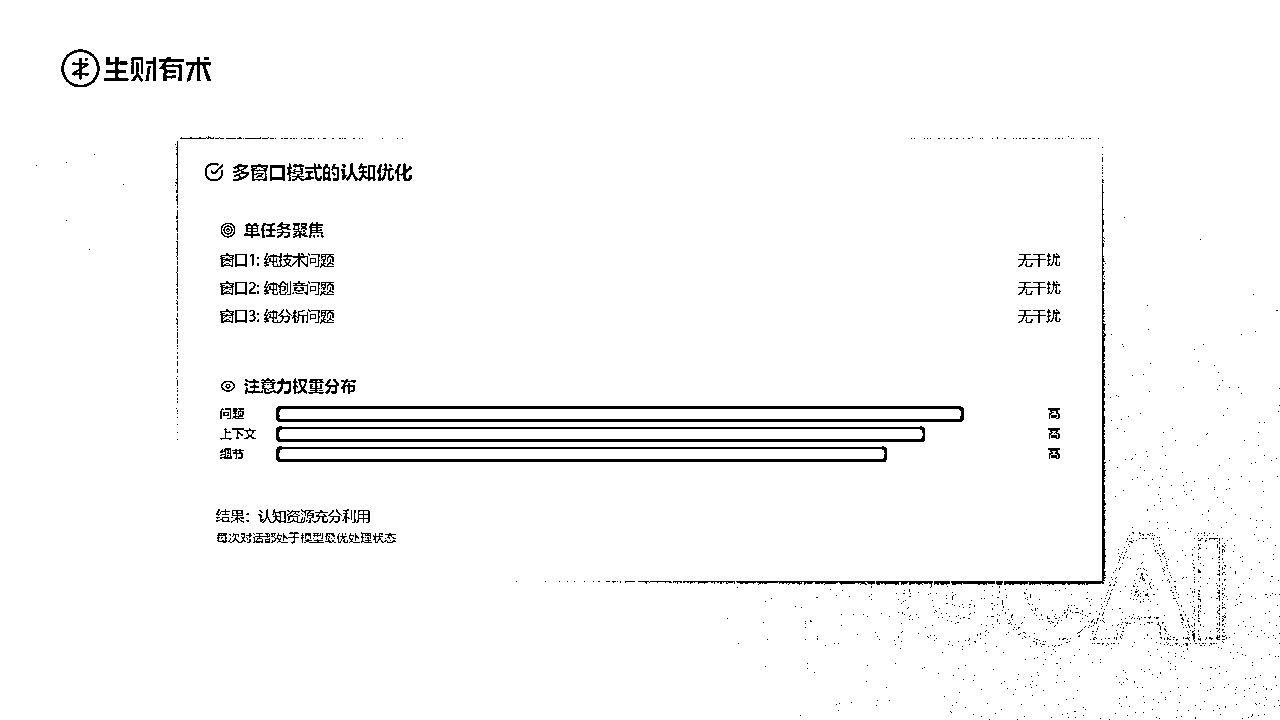 生财有术
多窗口模式的认知优化
单任务聚焦
窗口1: 纯技术问题 无干扰
窗口2: 纯创意问题 无干扰
窗口3: 纯分析问题 无干扰
注意力权重分布
问题 高
上下文 高
细节 高
结果：认知资源充分利用
每次对话都处于模型最优处理状态
AI